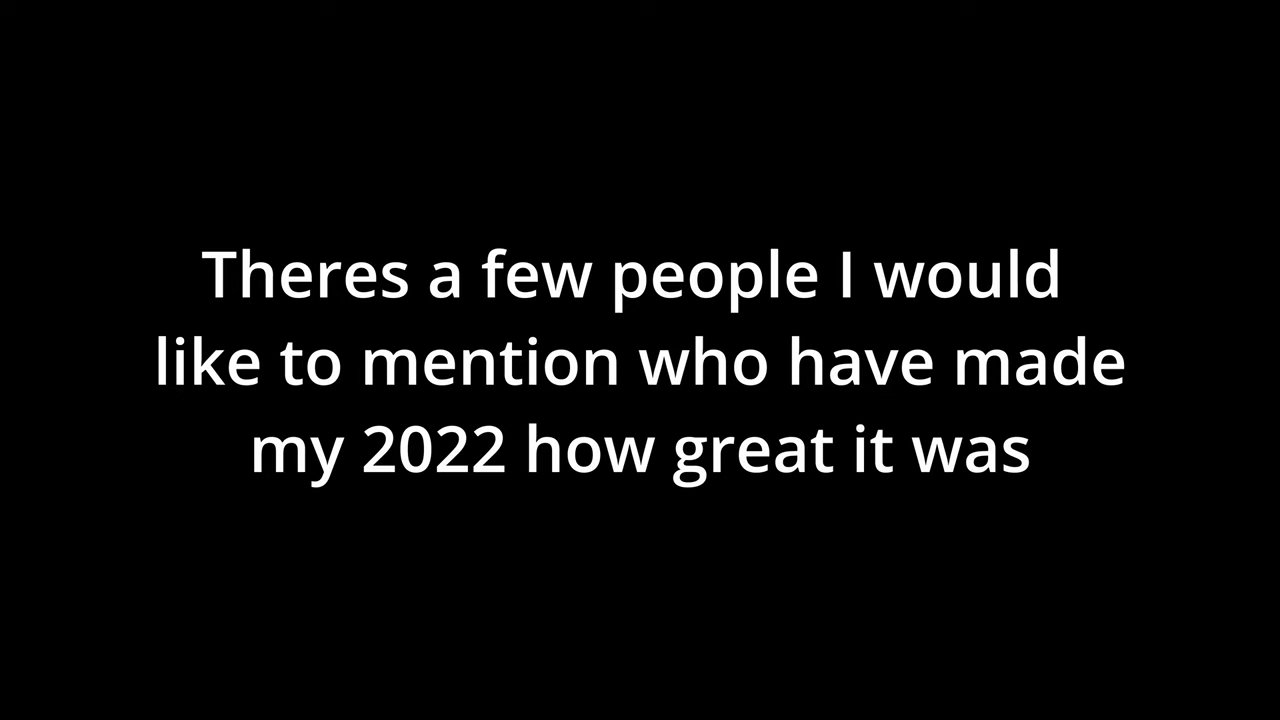 Theres a few people I would
like to mention who have made
my 2022 how great it was